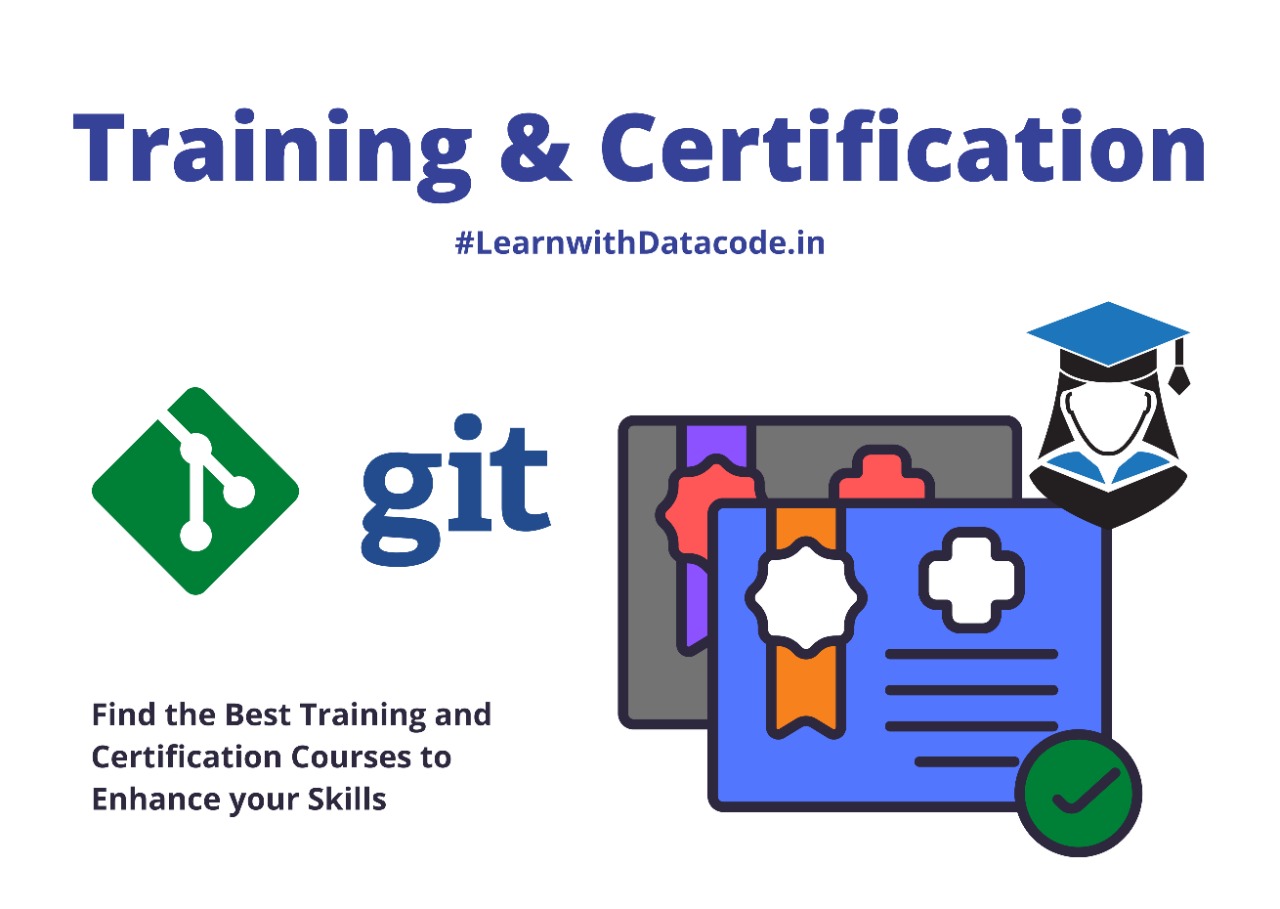 Training & Certification
#LearnwithDatacode.in
git
Find the Best Training and
Certification Courses to
Enhance your Skills